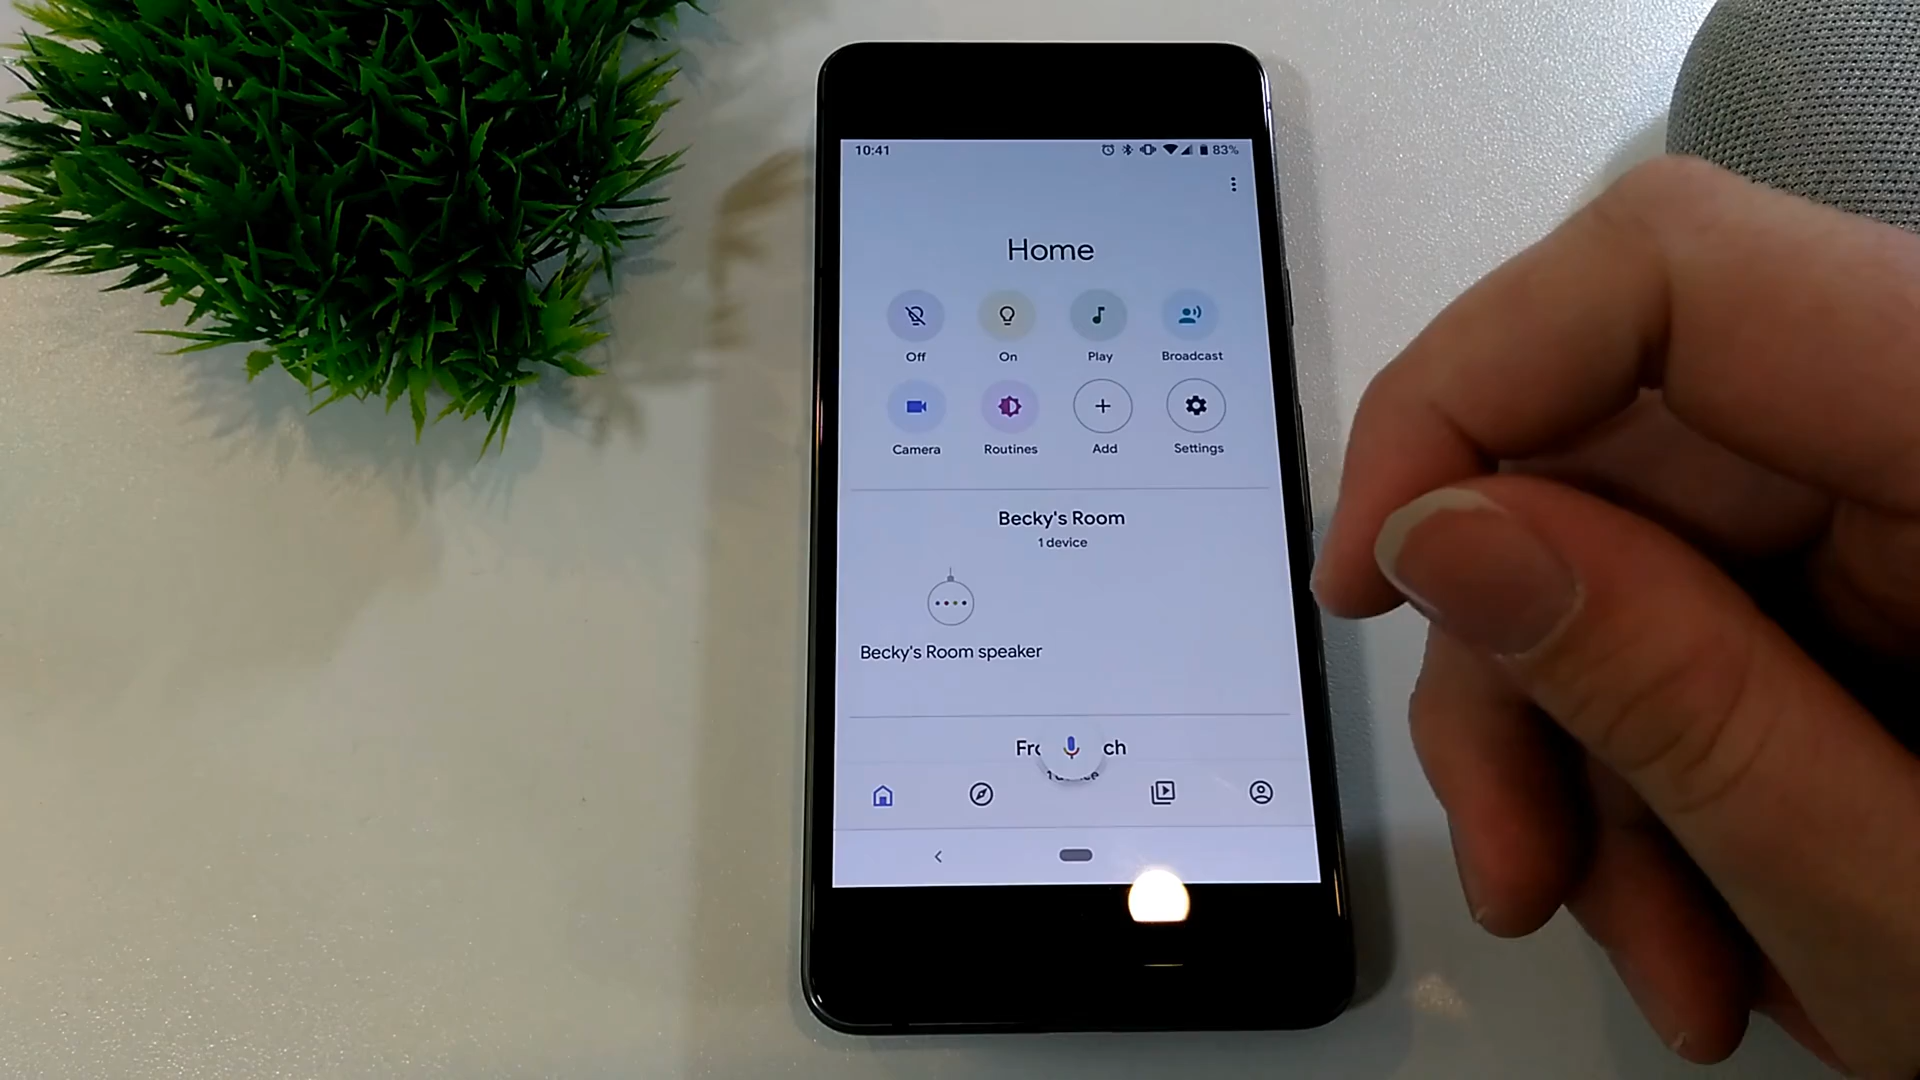 10:41 83%
Home
Off On Play Broadcast
Camera Routines Add Settings
Becky's Room
1 device
Becky's Room speaker